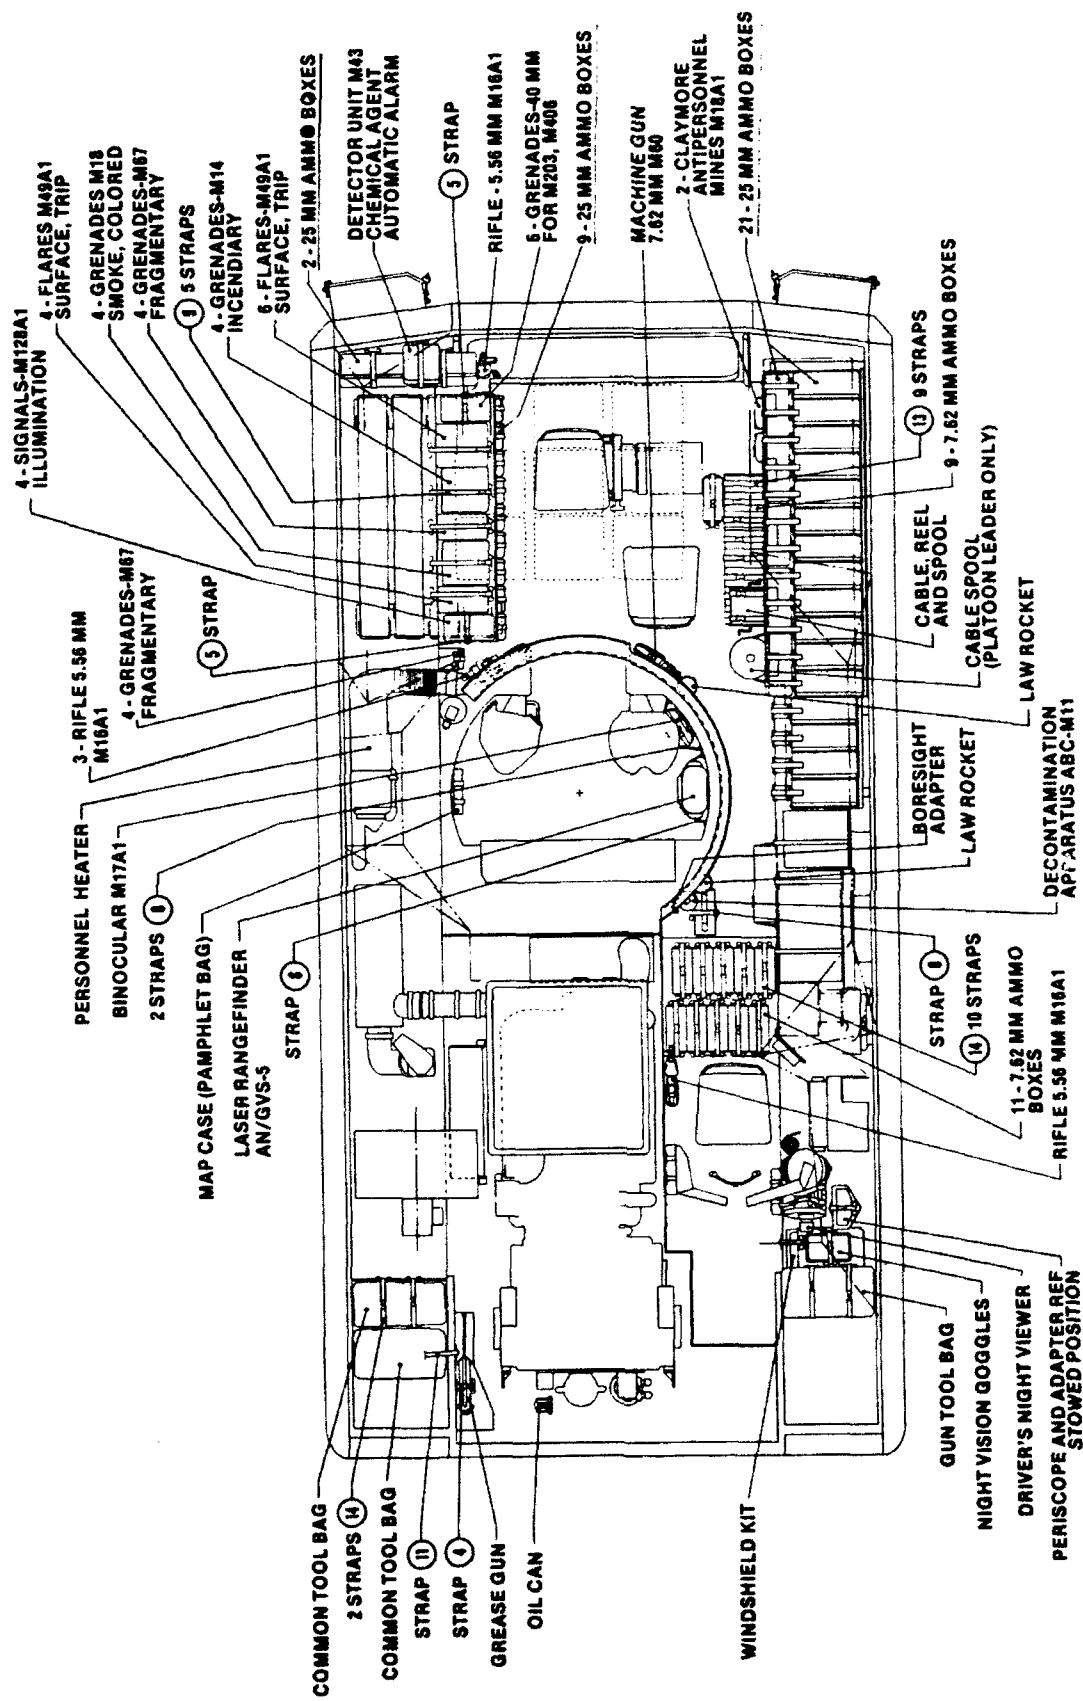 4 - SIGNALS-M128A1
ILLUMINATION
4 - FLARES M49A1
SURFACE, TRIP
4 - GRENADES M18
SMOKE, COLORED
4 - GRENADES-M67
FRAGMENTARY
9 5 STRAPS
4 - GRENADES-M14
INCENDIARY
6 - FLARES-M49A1
SURFACE, TRIP
2 - 25 MM AMMO BOXES
DETECTOR UNIT M43
CHEMICAL AGENT
AUTOMATIC ALARM
5 STRAP
RIFLE - 5.56 MM M16A1
6 - GRENADES-40 MM
FOR M203, M406
9 - 25 MM AMMO BOXES
MACHINE GUN
7.62 MM M60
2 - CLAYMORE
ANTIPERSONNEL
MINES M18A1
21 - 25 MM AMMO BOXES
PERSONNEL HEATER
3 - RIFLE 5.56 MM
M16A1
4 - GRENADES-M67
FRAGMENTARY
5 STRAP
BINOCULAR M17A1
2 STRAPS 8
MAP CASE (PAMPHLET BAG)
LASER RANGEFINDER
AN/GVS-5
STRAP 8
13 9 STRAPS
9 - 7.62 MM AMMO BOXES
CABLE, REEL
AND SPOOL
CABLE SPOOL
(PLATOON LEADER ONLY)
LAW ROCKET
BORESIGHT
ADAPTER
LAW ROCKET
DECONTAMINATION
APPARATUS ABC-M11
STRAP 8
14 10 STRAPS
11 - 7.62 MM AMMO
BOXES
RIFLE 5.56 MM M16A1
COMMON TOOL BAG
2 STRAPS 14
COMMON TOOL BAG
STRAP 11
STRAP 4
GREASE GUN
OIL CAN
WINDSHIELD KIT
GUN TOOL BAG
NIGHT VISION GOGGLES
DRIVER'S NIGHT VIEWER
PERISCOPE AND ADAPTER REF
STOWED POSITION